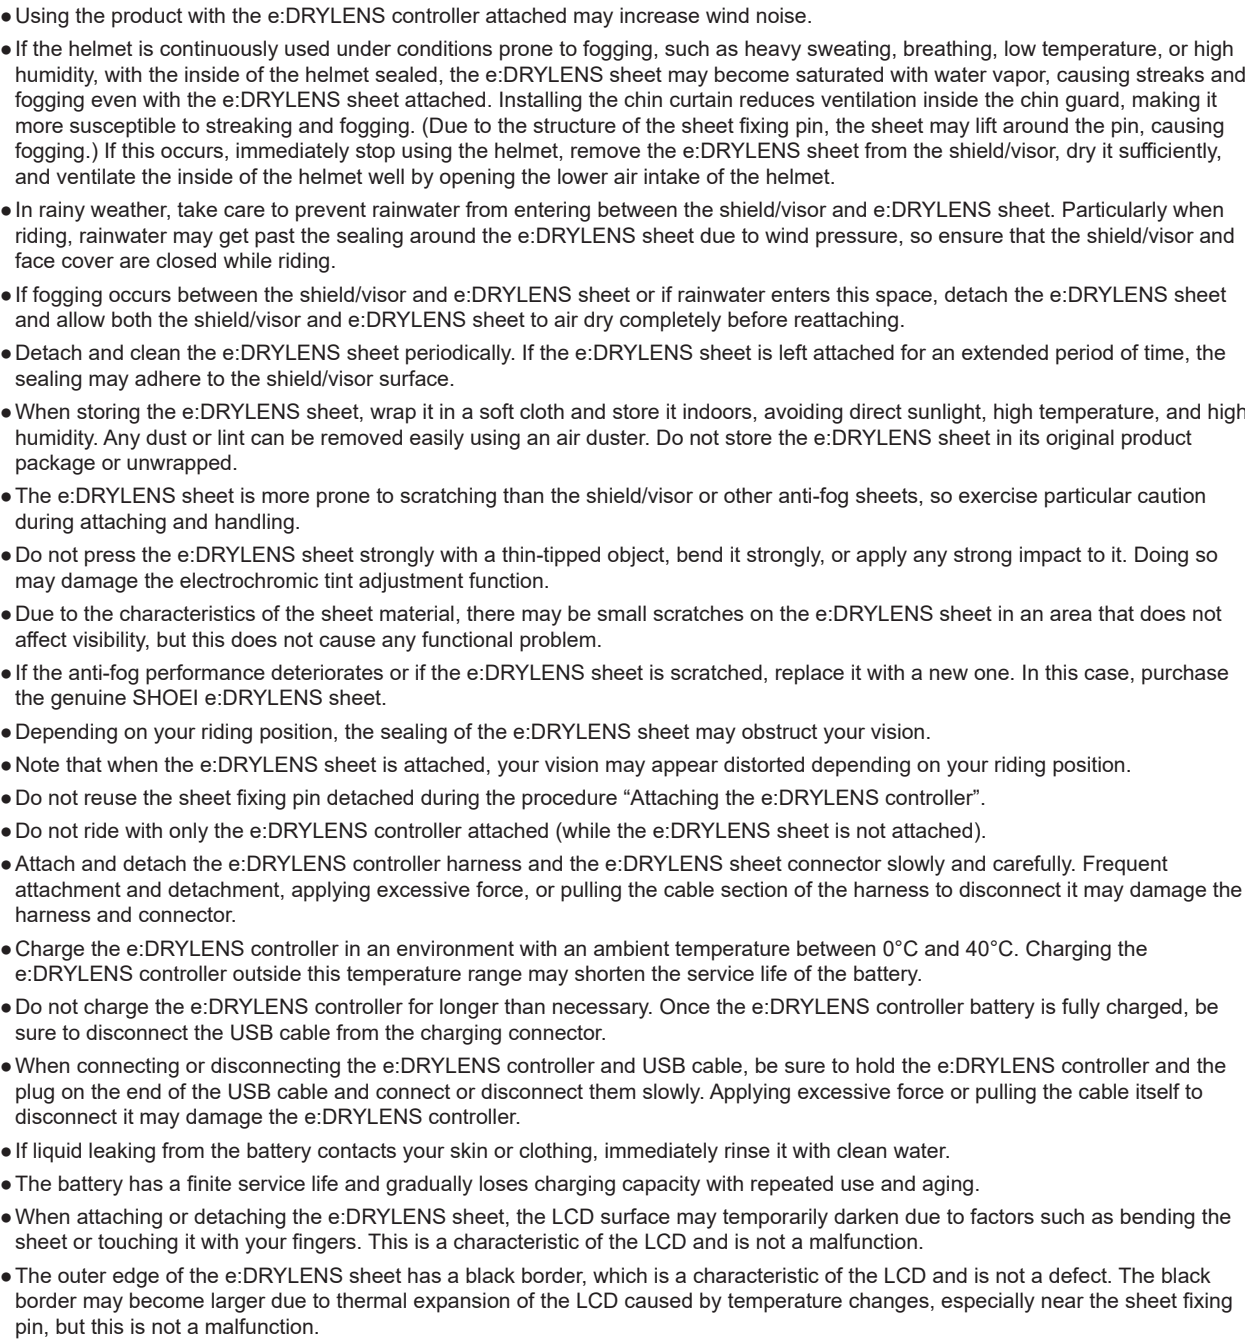 ●Using the product with the e:DRYLENS controller attached may increase wind noise.
●If the helmet is continuously used under conditions prone to fogging, such as heavy sweating, breathing, low temperature, or high
humidity, with the inside of the helmet sealed, the e:DRYLENS sheet may become saturated with water vapor, causing streaks and
fogging even with the e:DRYLENS sheet attached. Installing the chin curtain reduces ventilation inside the chin guard, making it
more susceptible to streaking and fogging. (Due to the structure of the sheet fixing pin, the sheet may lift around the pin, causing
fogging.) If this occurs, immediately stop using the helmet, remove the e:DRYLENS sheet from the shield/visor, dry it sufficiently,
and ventilate the inside of the helmet well by opening the lower air intake of the helmet.
●In rainy weather, take care to prevent rainwater from entering between the shield/visor and e:DRYLENS sheet. Particularly when
riding, rainwater may get past the sealing around the e:DRYLENS sheet due to wind pressure, so ensure that the shield/visor and
face cover are closed while riding.
●If fogging occurs between the shield/visor and e:DRYLENS sheet or if rainwater enters this space, detach the e:DRYLENS sheet
and allow both the shield/visor and e:DRYLENS sheet to air dry completely before reattaching.
●Detach and clean the e:DRYLENS sheet periodically. If the e:DRYLENS sheet is left attached for an extended period of time, the
sealing may adhere to the shield/visor surface.
●When storing the e:DRYLENS sheet, wrap it in a soft cloth and store it indoors, avoiding direct sunlight, high temperature, and high
humidity. Any dust or lint can be removed easily using an air duster. Do not store the e:DRYLENS sheet in its original product
package or unwrapped.
●The e:DRYLENS sheet is more prone to scratching than the shield/visor or other anti-fog sheets, so exercise particular caution
during attaching and handling.
●Do not press the e:DRYLENS sheet strongly with a thin-tipped object, bend it strongly, or apply any strong impact to it. Doing so
may damage the electrochromic tint adjustment function.
●Due to the characteristics of the sheet material, there may be small scratches on the e:DRYLENS sheet in an area that does not
affect visibility, but this does not cause any functional problem.
●If the anti-fog performance deteriorates or if the e:DRYLENS sheet is scratched, replace it with a new one. In this case, purchase
the genuine SHOEI e:DRYLENS sheet.
●Depending on your riding position, the sealing of the e:DRYLENS sheet may obstruct your vision.
●Note that when the e:DRYLENS sheet is attached, your vision may appear distorted depending on your riding position.
●Do not reuse the sheet fixing pin detached during the procedure “Attaching the e:DRYLENS controller”.
●Do not ride with only the e:DRYLENS controller attached (while the e:DRYLENS sheet is not attached).
●Attach and detach the e:DRYLENS controller harness and the e:DRYLENS sheet connector slowly and carefully. Frequent
attachment and detachment, applying excessive force, or pulling the cable section of the harness to disconnect it may damage the
harness and connector.
●Charge the e:DRYLENS controller in an environment with an ambient temperature between 0°C and 40°C. Charging the
e:DRYLENS controller outside this temperature range may shorten the service life of the battery.
●Do not charge the e:DRYLENS controller for longer than necessary. Once the e:DRYLENS controller battery is fully charged, be
sure to disconnect the USB cable from the charging connector.
●When connecting or disconnecting the e:DRYLENS controller and USB cable, be sure to hold the e:DRYLENS controller and the
plug on the end of the USB cable and connect or disconnect them slowly. Applying excessive force or pulling the cable itself to
disconnect it may damage the e:DRYLENS controller.
●If liquid leaking from the battery contacts your skin or clothing, immediately rinse it with clean water.
●The battery has a finite service life and gradually loses charging capacity with repeated use and aging.
●When attaching or detaching the e:DRYLENS sheet, the LCD surface may temporarily darken due to factors such as bending the
sheet or touching it with your fingers. This is a characteristic of the LCD and is not a malfunction.
●The outer edge of the e:DRYLENS sheet has a black border, which is a characteristic of the LCD and is not a defect. The black
border may become larger due to thermal expansion of the LCD caused by temperature changes, especially near the sheet fixing
pin, but this is not a malfunction.